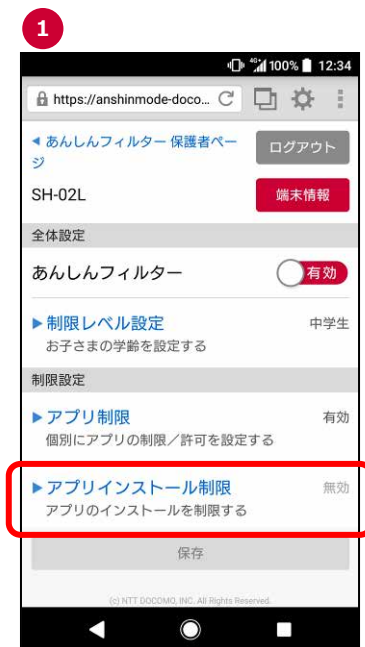 1
4G 100% 12:34
https://anshinmode-doco...
◀ あんしんフィルター 保護者ペー
ジ
ログアウト
SH-02L
端末情報
全体設定
あんしんフィルター
有効
▶ 制限レベル設定
中学生
お子さまの学齢を設定する
制限設定
▶ アプリ制限
有効
個別にアプリの制限／許可を設定する
▶ アプリインストール制限
無効
アプリのインストールを制限する
保存
(c) NTT DOCOMO, INC. All Rights Reserved.